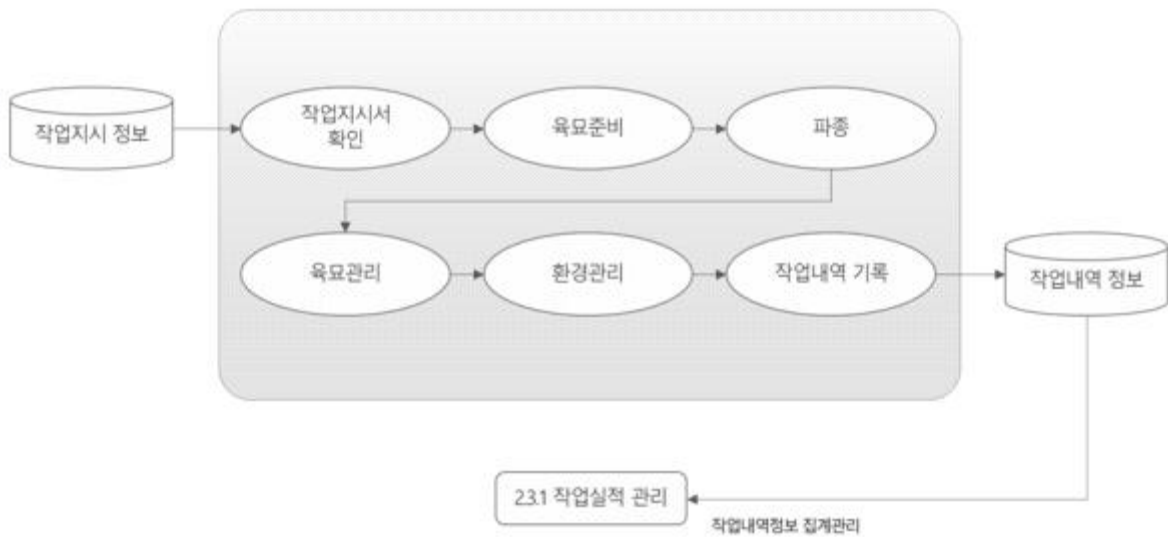 작업지시 정보
작업지시서
확인
육묘준비
파종
육묘관리
환경관리
작업내역 기록
작업내역 정보
2.3.1 작업실적 관리
작업내역정보 집계관리